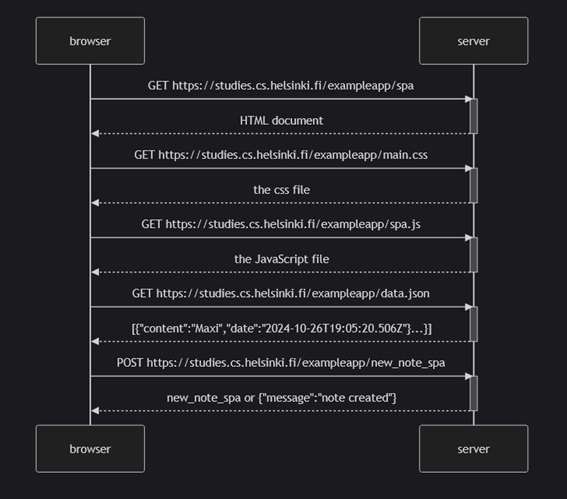 browser server
GET https://studies.cs.helsinki.fi/exampleapp/spa
HTML document
GET https://studies.cs.helsinki.fi/exampleapp/main.css
the css file
GET https://studies.cs.helsinki.fi/exampleapp/spa.js
the JavaScript file
GET https://studies.cs.helsinki.fi/exampleapp/data.json
[{"content":"Maxi","date":"2024-10-26T19:05:20.506Z"}...}]
POST https://studies.cs.helsinki.fi/exampleapp/new_note_spa
new_note_spa or {"message":"note created"}
browser server